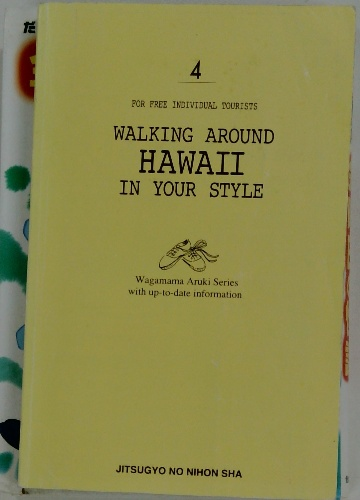 だ
4
FOR FREE INDIVIDUAL TOURISTS
WALKING AROUND
HAWAII
IN YOUR STYLE
Wagamama Aruki Series
with up-to-date information
JITSUGYO NO NIHON SHA